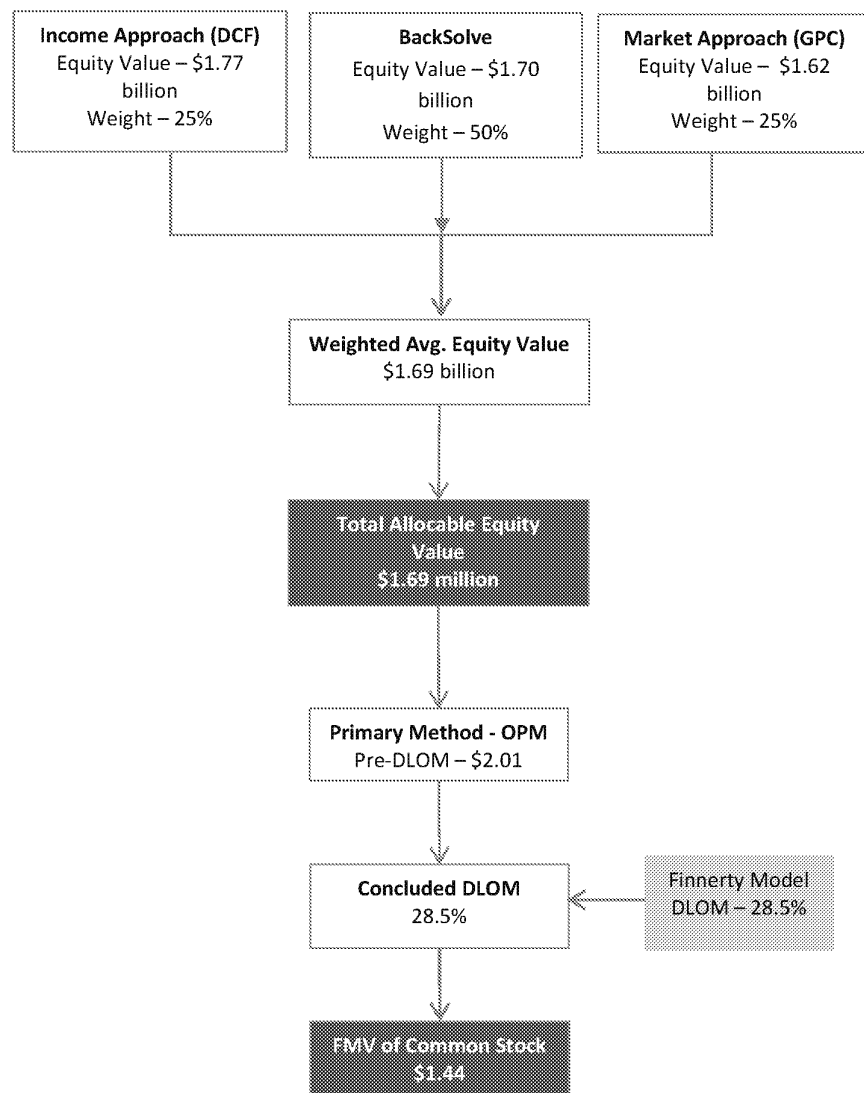 Income Approach (DCF)
Equity Value – $1.77
billion
Weight – 25%
BackSolve
Equity Value – $1.70
billion
Weight – 50%
Market Approach (GPC)
Equity Value –  $1.62
billion
Weight – 25%
Weighted Avg. Equity Value
$1.69 billion
Total Allocable Equity
Value
$1.69 million
Primary Method - OPM
Pre-DLOM – $2.01
Concluded DLOM
28.5%
Finnerty Model
DLOM – 28.5%
FMV of Common Stock
$1.44